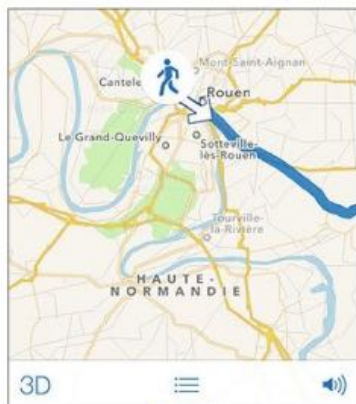 Mont-Saint-Aignan
Cantele
Rouen
Le Grand-Quevilly
Sotteville-
lès-Rouen
Tourville-
la-Rivière
HAUTE-
NORMANDIE
3D